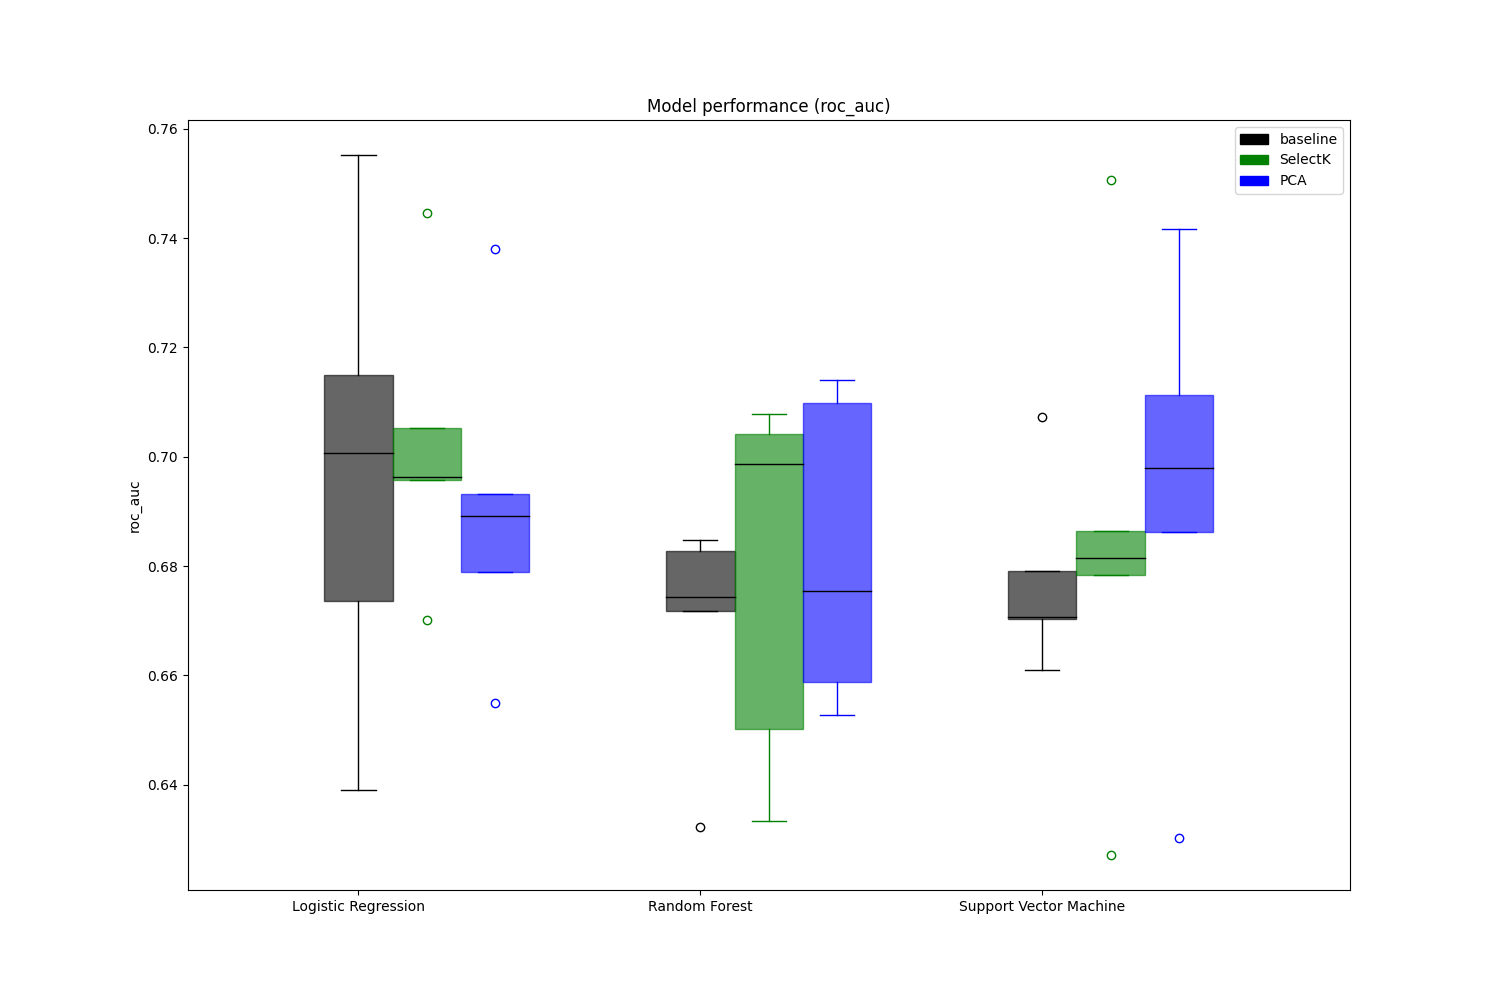 Model performance (roc_auc)
0.76
0.74
0.72
0.70
0.68
0.66
0.64
roc_auc
baseline
SelectK
PCA
Logistic Regression
Random Forest
Support Vector Machine